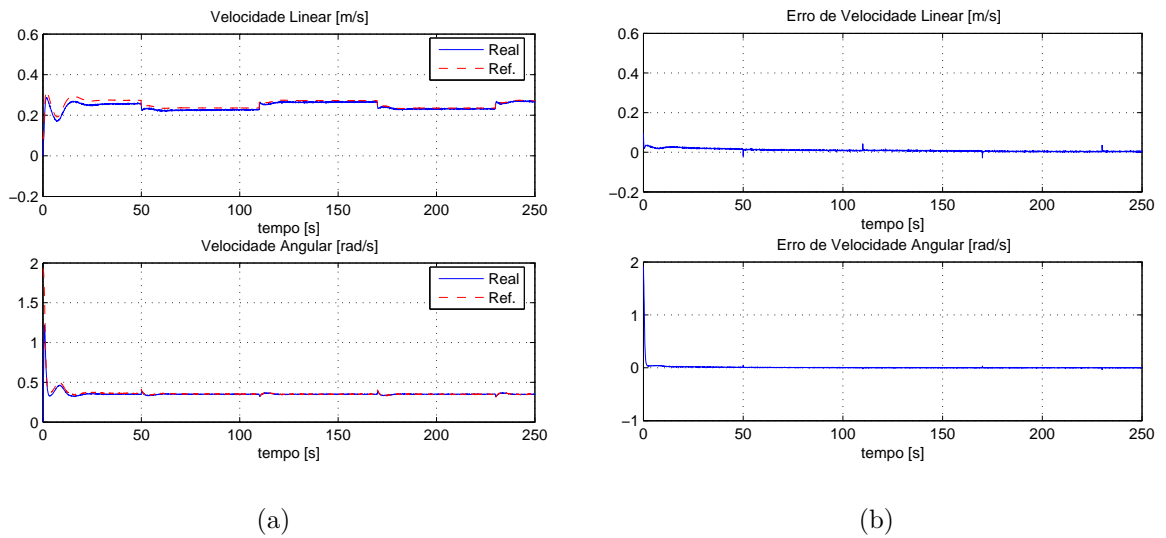 Velocidade Linear [m/s]
0.6
0.4
0.2
0
−0.2
Real
Ref.
0 50 100 150 200 250
tempo [s]
Velocidade Angular [rad/s]
2
1.5
1
0.5
0
Real
Ref.
0 50 100 150 200 250
tempo [s]
(a)
Erro de Velocidade Linear [m/s]
0.6
0.4
0.2
0
−0.2
0 50 100 150 200 250
tempo [s]
Erro de Velocidade Angular [rad/s]
2
1
0
−1
0 50 100 150 200 250
tempo [s]
(b)